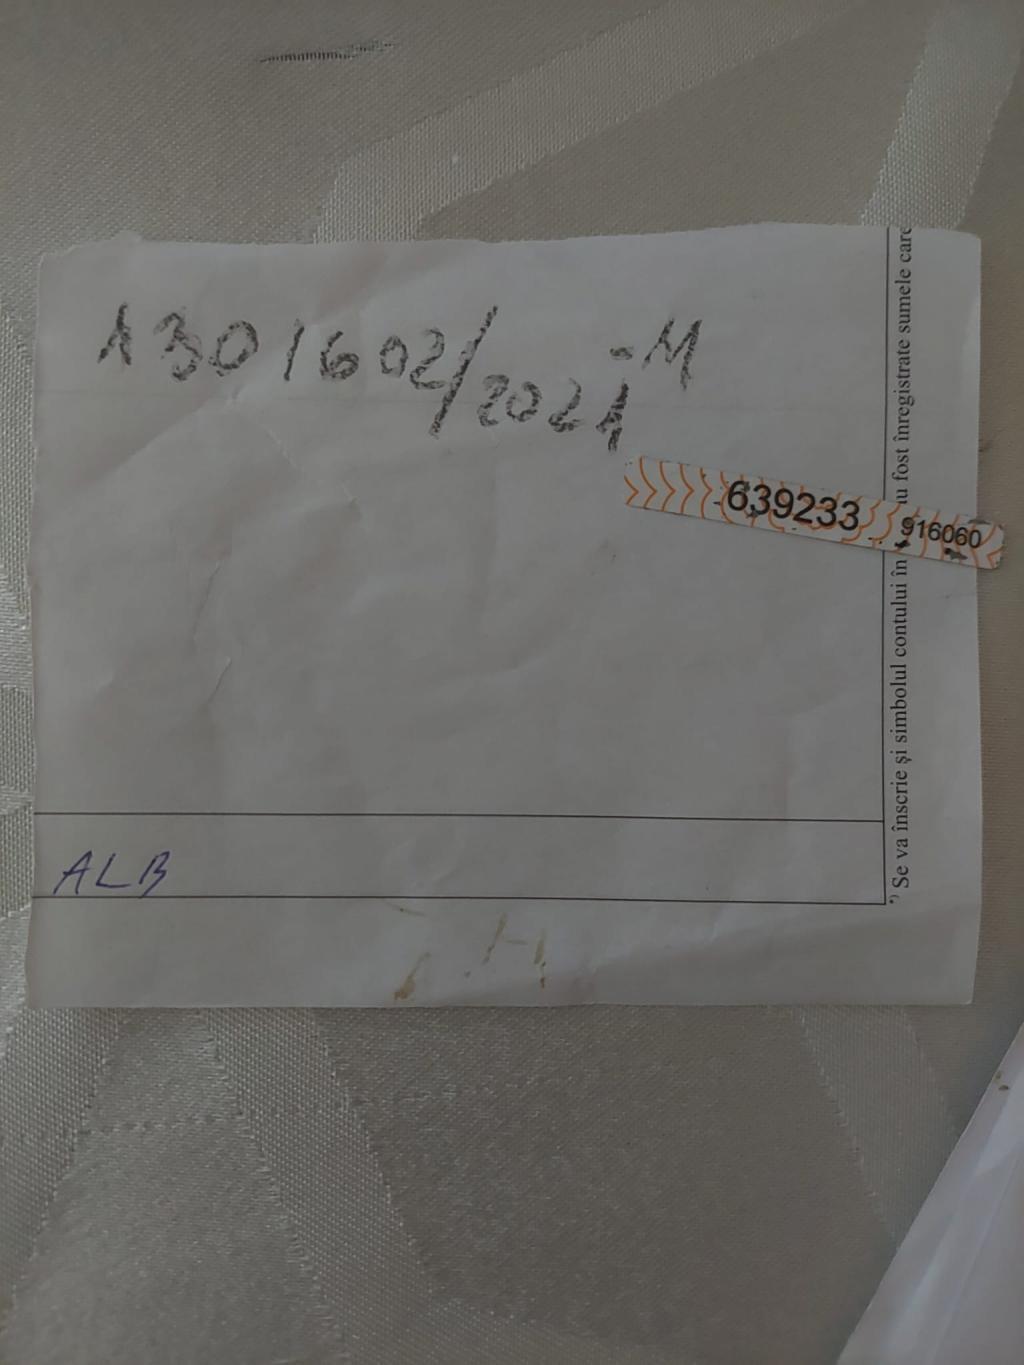 1301602/2021-M
639233 916060
ALB
*) Se va înscrie şi simbolul contului în
u fost înregistrate sumele care